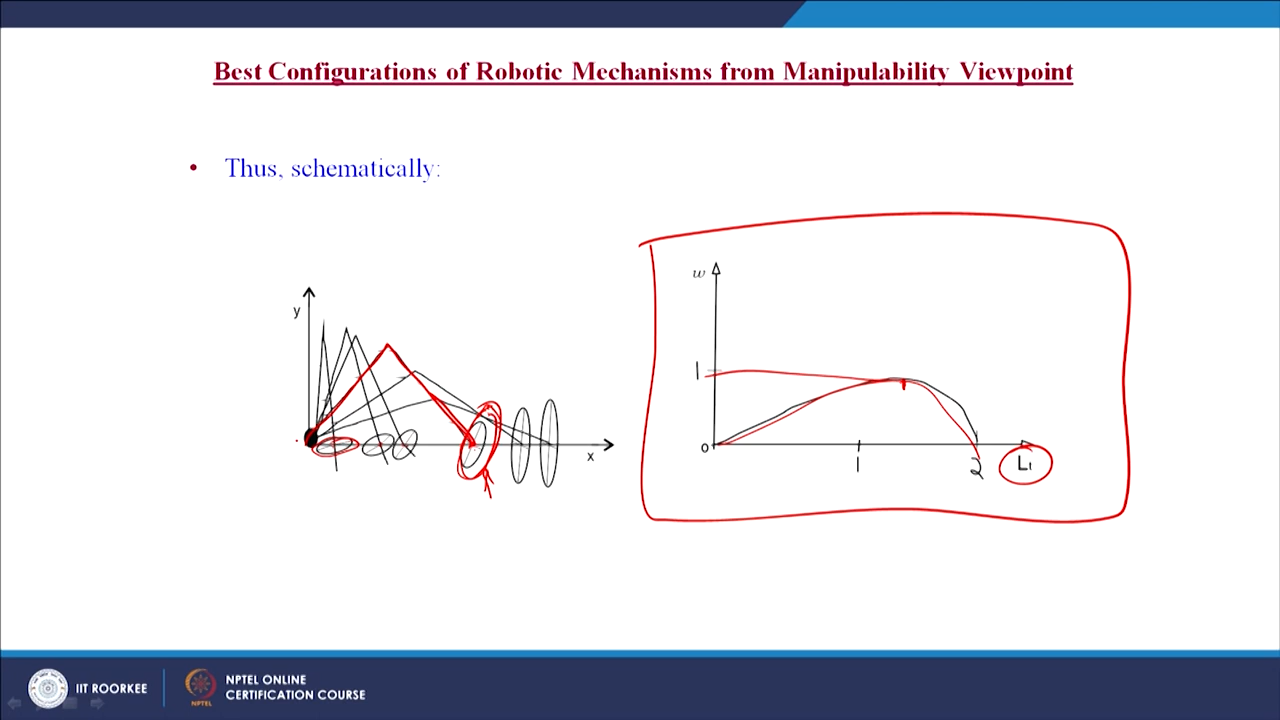 Best Configurations of Robotic Mechanisms from Manipulability Viewpoint
• Thus, schematically:
y
x
w
1
0
1
2
L1
IIT ROORKEE
NPTEL ONLINE
CERTIFICATION COURSE
NPTEL